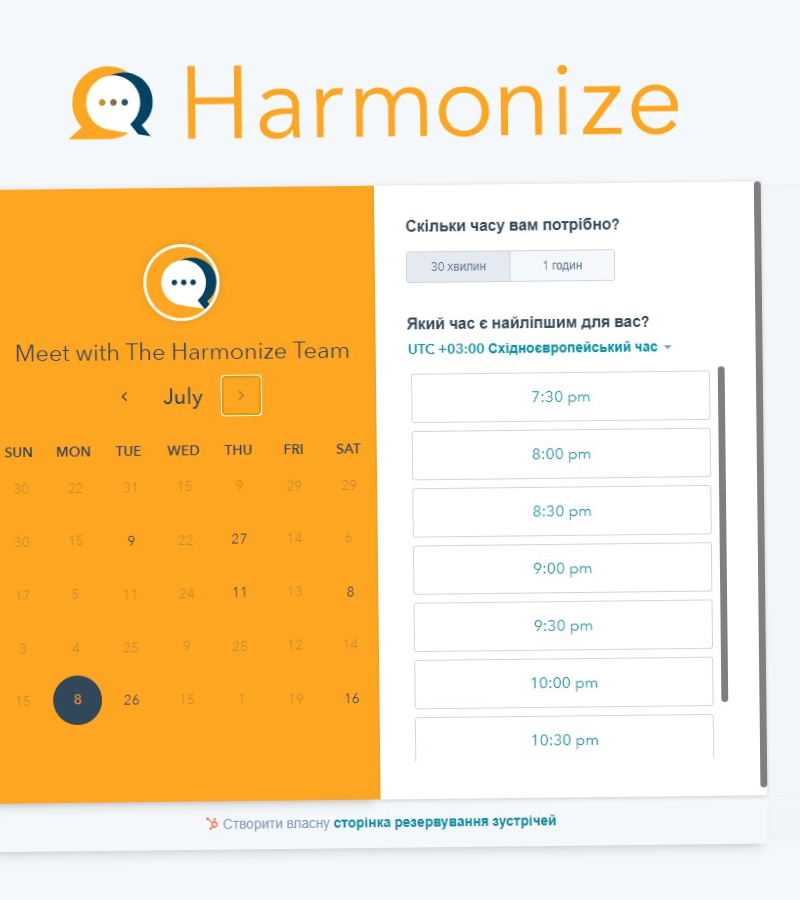 Harmonize
Meet with The Harmonize Team
July
SUN MON TUE WED THU FRI SAT
30 22 31 15 9 29 29
30 15 9 22 27 14 6
17 5 11 24 11 13 8
3 4 25 9 25 12 14
15 8 26 15 1 19 16
Скільки часу вам потрібно?
30 хвилин 1 годин
Який час є найліпшим для вас?
UTC +03:00 Східноєвропейський час
7:30 pm
8:00 pm
8:30 pm
9:00 pm
9:30 pm
10:00 pm
10:30 pm
Створити власну сторінка резервування зустрічей